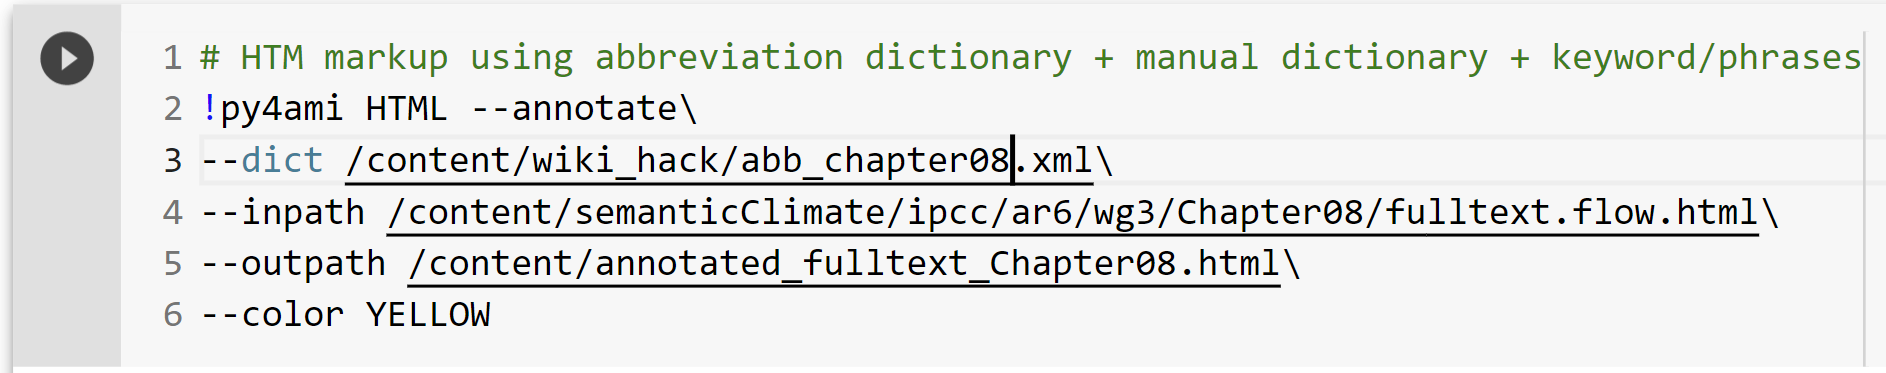 1 # HTM markup using abbreviation dictionary + manual dictionary + keyword/phrases
2 !py4ami HTML --annotate\
3 --dict /content/wiki_hack/abb_chapter08.xml\
4 --inpath /content/semanticClimate/ipcc/ar6/wg3/Chapter08/fulltext.flow.html\
5 --outpath /content/annotated_fulltext_Chapter08.html\
6 --color YELLOW